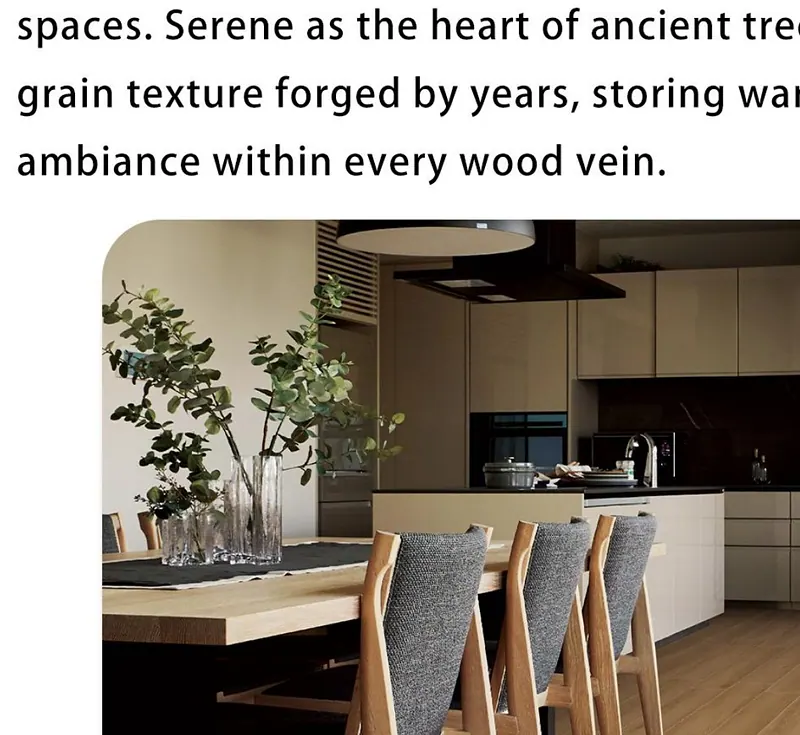 spaces. Serene as the heart of ancient
grain texture forged by years, storing
ambiance within every wood vein.